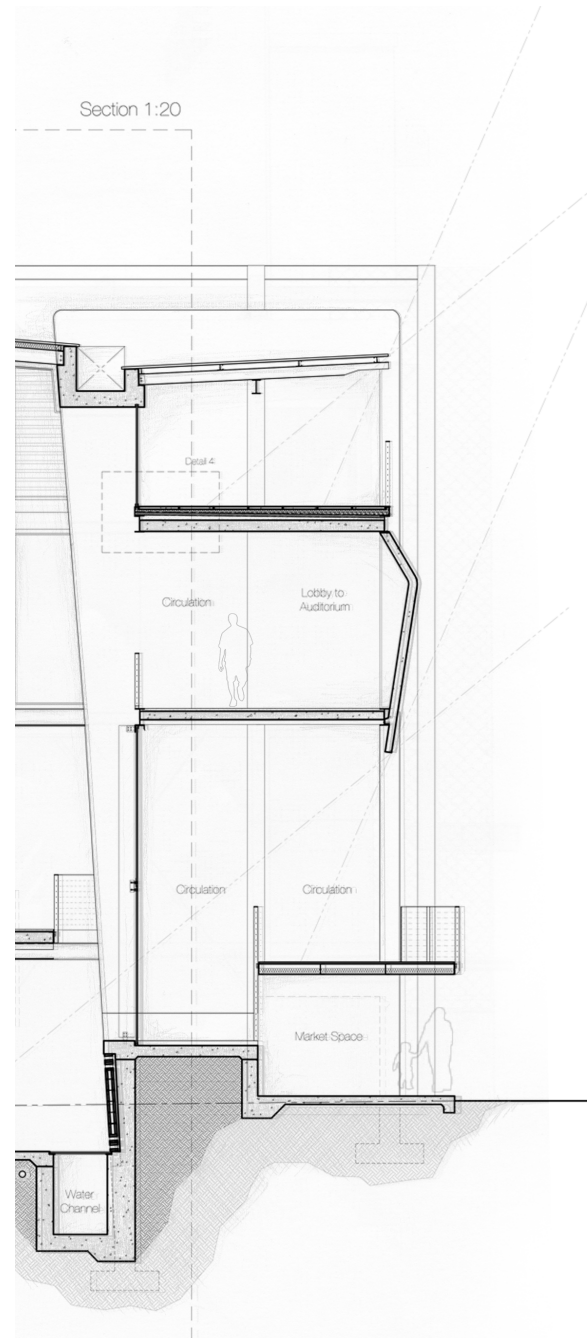 Section 1:20
Detail 4
Circulation
Lobby to
Auditorium
Circulation
Circulation
Market Space
Water
Channel